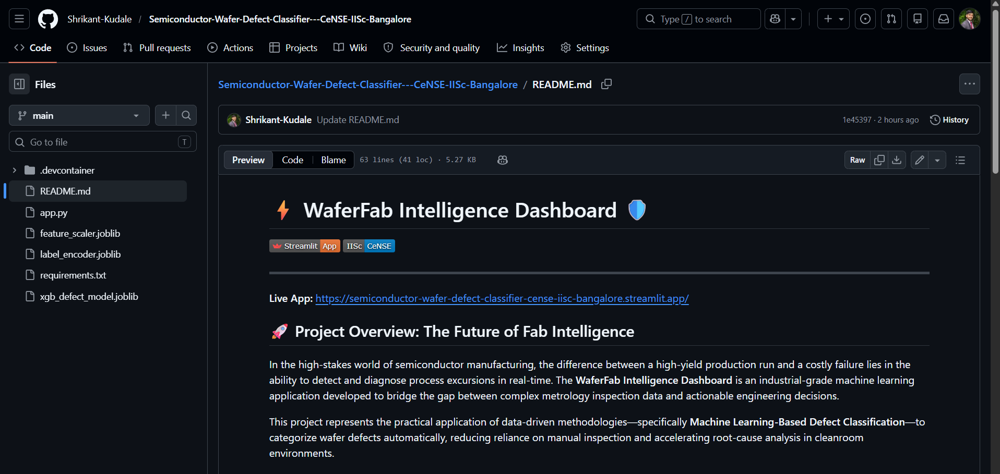 Shrikant-Kudale / Semiconductor-Wafer-Defect-Classifier---CeNSE-IISc-Bangalore
Type / to search
Code
Issues
Pull requests
Actions
Projects
Wiki
Security and quality
Insights
Settings
Files
main
Go to file
T
.devcontainer
README.md
app.py
feature_scaler.joblib
label_encoder.joblib
requirements.txt
xgb_defect_model.joblib
Semiconductor-Wafer-Defect-Classifier---CeNSE-IISc-Bangalore / README.md
Shrikant-Kudale Update README.md
1e45397 · 2 hours ago
History
Preview
Code
Blame
63 lines (41 loc) · 5.27 KB
Raw
⚡ WaferFab Intelligence Dashboard 🛡️
Streamlit App
IISc CeNSE
Live App: https://semiconductor-wafer-defect-classifier-cense-iisc-bangalore.streamlit.app/
🚀 Project Overview: The Future of Fab Intelligence
In the high-stakes world of semiconductor manufacturing, the difference between a high-yield production run and a costly failure lies in the
ability to detect and diagnose process excursions in real-time. The WaferFab Intelligence Dashboard is an industrial-grade machine learning
application developed to bridge the gap between complex metrology inspection data and actionable engineering decisions.
This project represents the practical application of data-driven methodologies—specifically Machine Learning-Based Defect Classification—to
categorize wafer defects automatically, reducing reliance on manual inspection and accelerating root-cause analysis in cleanroom
environments.